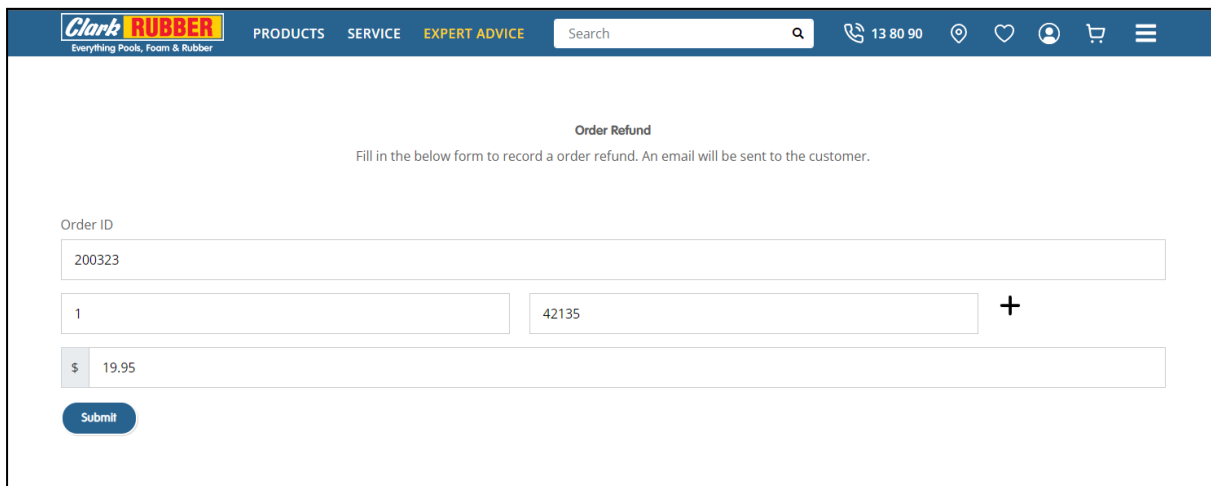 Clark RUBBER
Everything Pools, Foam & Rubber
PRODUCTS SERVICE EXPERT ADVICE Search 13 80 90
Order Refund
Fill in the below form to record a order refund. An email will be sent to the customer.
Order ID
200323
1 42135
$ 19.95
Submit